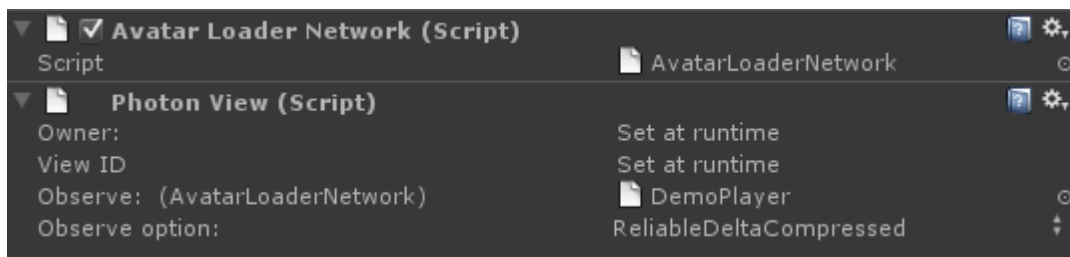 Avatar Loader Network (Script)
Script AvatarLoaderNetwork
Photon View (Script)
Owner: Set at runtime
View ID Set at runtime
Observe: (AvatarLoaderNetwork) DemoPlayer
Observe option: ReliableDeltaCompressed